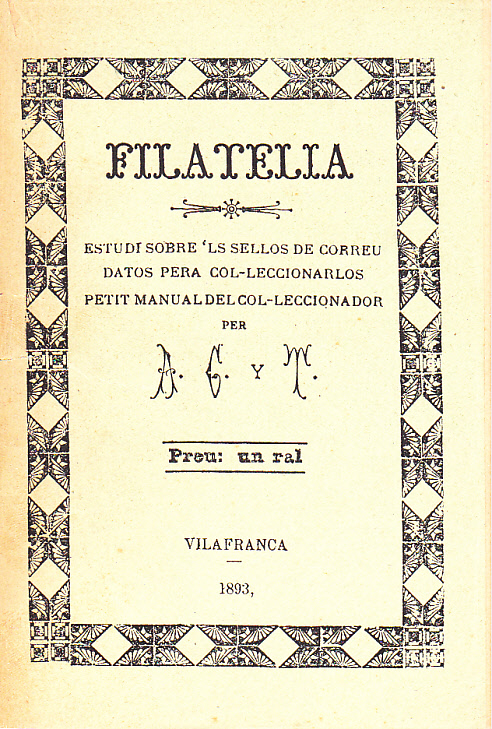 FILATELIA
ESTUDI SOBRE 'LS SELLOS DE CORREU
DATOS PERA COL-LECCIONARLOS
PETIT MANUAL DEL COL-LECCIONADOR
PER
A. C. Y T.
Preu: un ral
VILAFRANCA
1893,